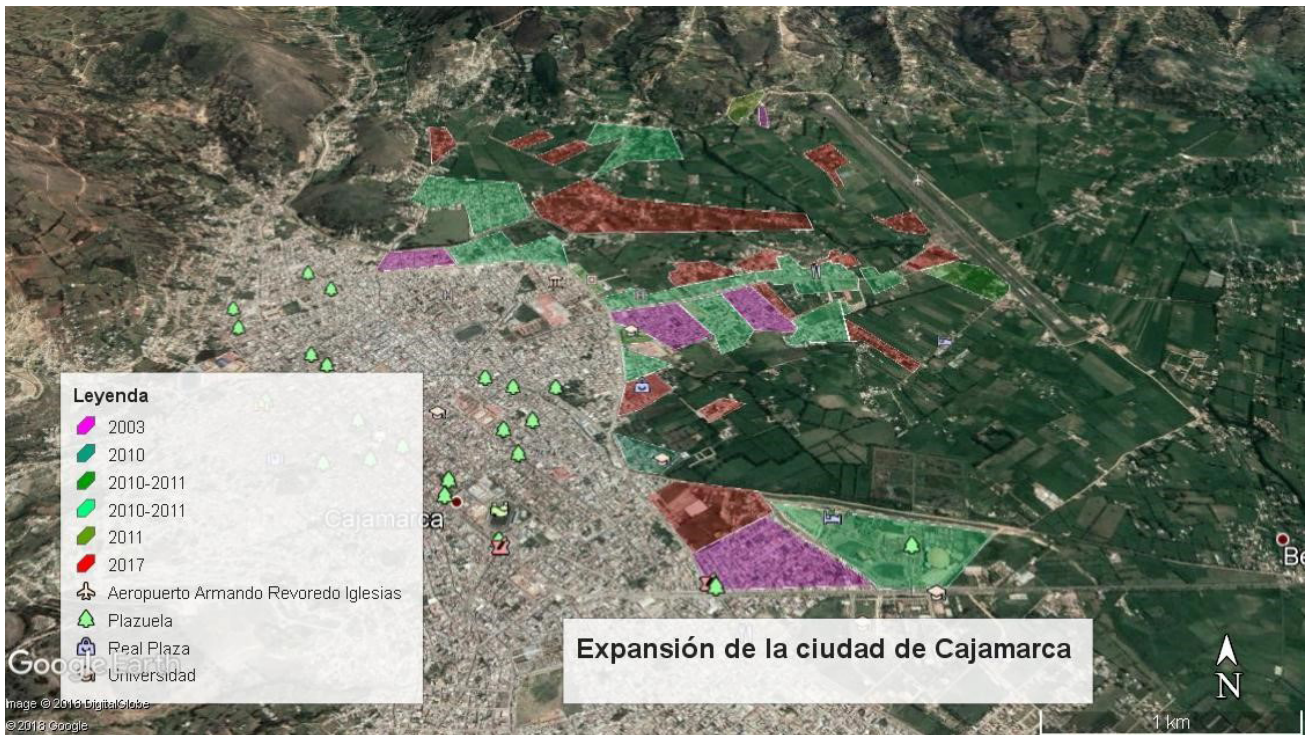 Leyenda
2003
2010
2010-2011
2010-2011
2011
2017
Aeropuerto Armando Revoredo Iglesias
Plazuela
Real Plaza
Universidad
Cajamarca
Be
Expansión de la ciudad de Cajamarca
N
1 km
Google Earth
Image © 2018 DigitalGlobe
© 2018 Google